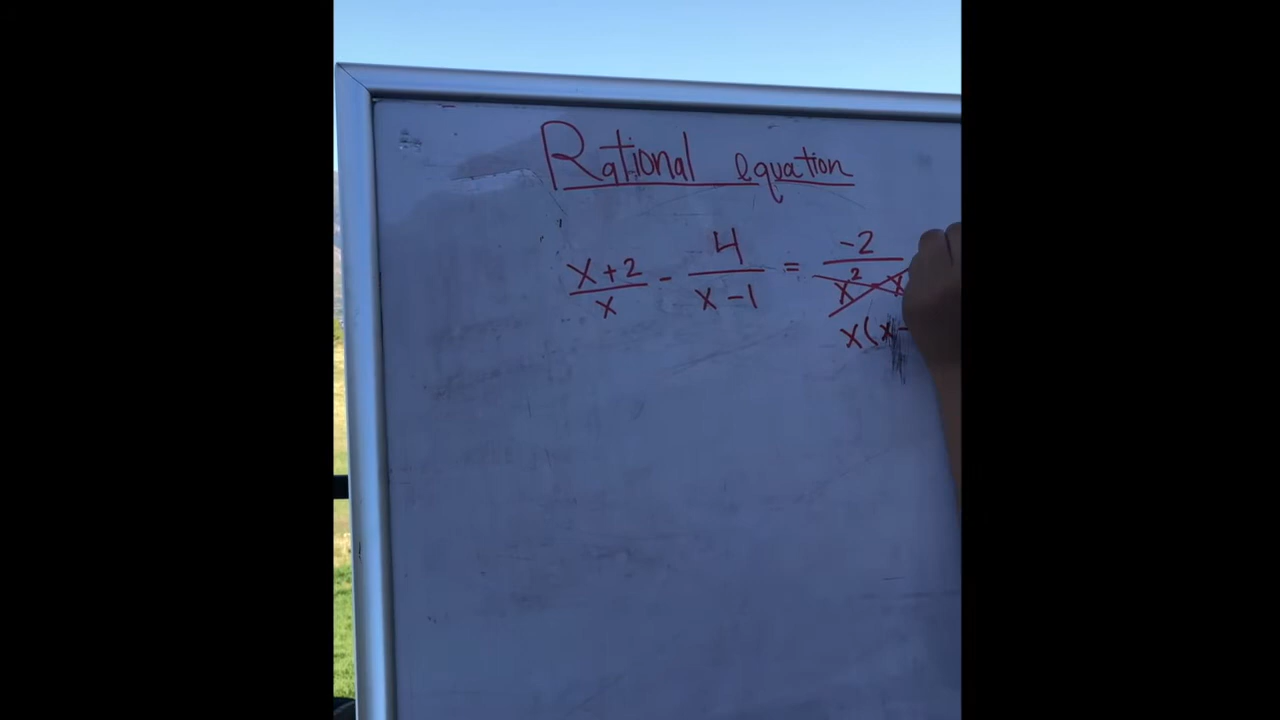 Rational equation
x+2 4 -2
x - x-1 = x² - x
x(x-